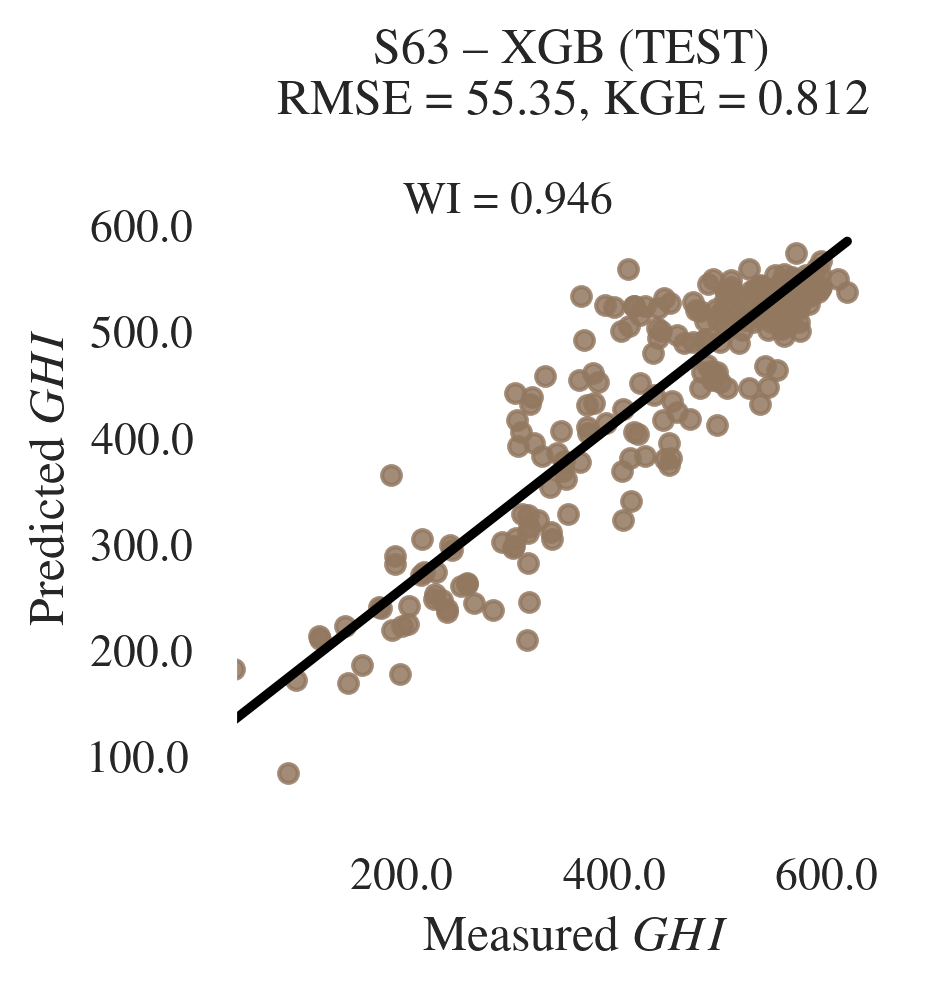 S63 – XGB (TEST)
RMSE = 55.35, KGE = 0.812
WI = 0.946
600.0
500.0
400.0
300.0
200.0
100.0
Predicted GHI
200.0 400.0 600.0
Measured GHI